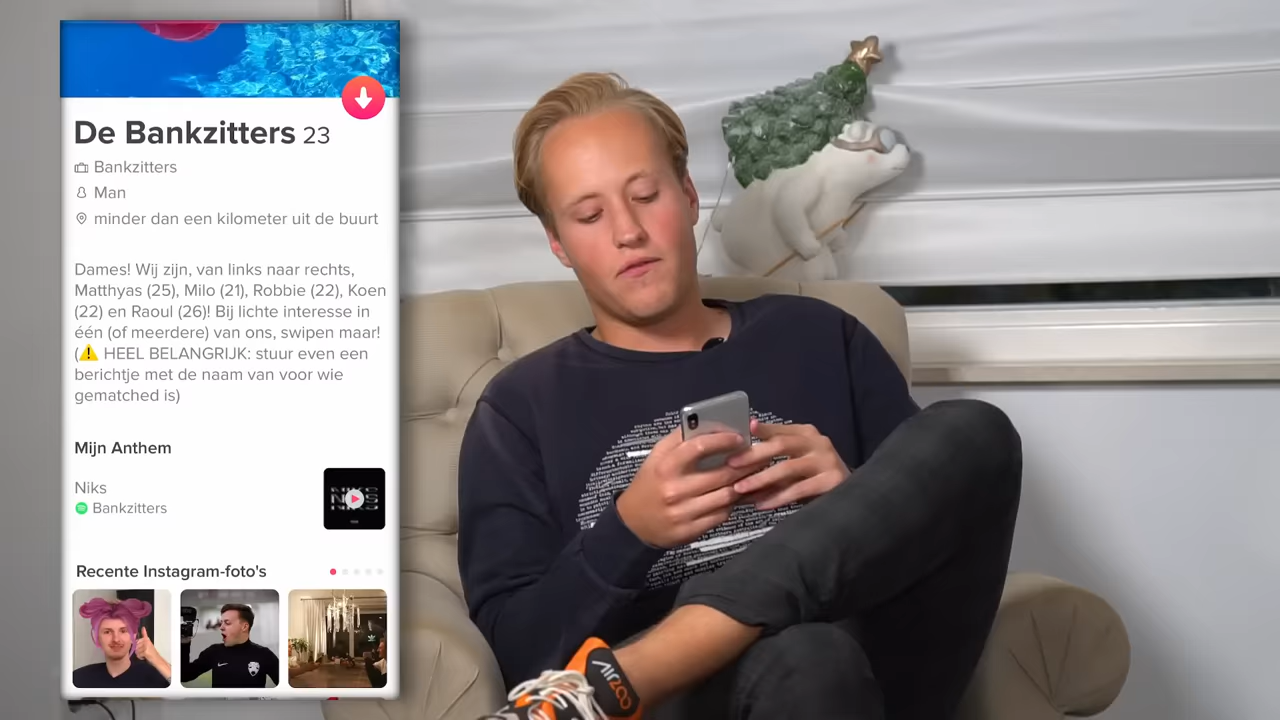 De Bankzitters 23
Bankzitters
Man
minder dan een kilometer uit de buurt
Dames! Wij zijn, van links naar rechts,
Matthyas (25), Milo (21), Robbie (22), Koen
(22) en Raoul (26)! Bij lichte interesse in
één (of meerdere) van ons, swipen maar!
(⚠️ HEEL BELANGRIJK: stuur even een
berichtje met de naam van voor wie
gematched is)
Mijn Anthem
Niks
Bankzitters
NIKS
Recente Instagram-foto's
AIRZOO